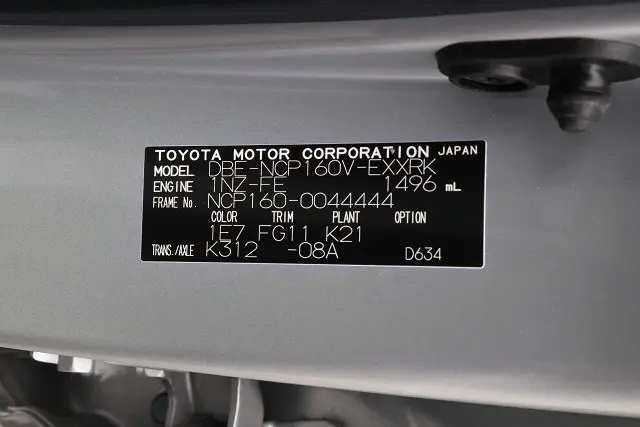 TOYOTA MOTOR CORPORATION JAPAN
MODEL DBE-NCP160V-EXXRK
ENGINE 1NZ-FE 1496 mL
FRAME No. NCP160-0044444
COLOR TRIM PLANT OPTION
1E7 FG11 K21
TRANS./AXLE K312 -08A D634